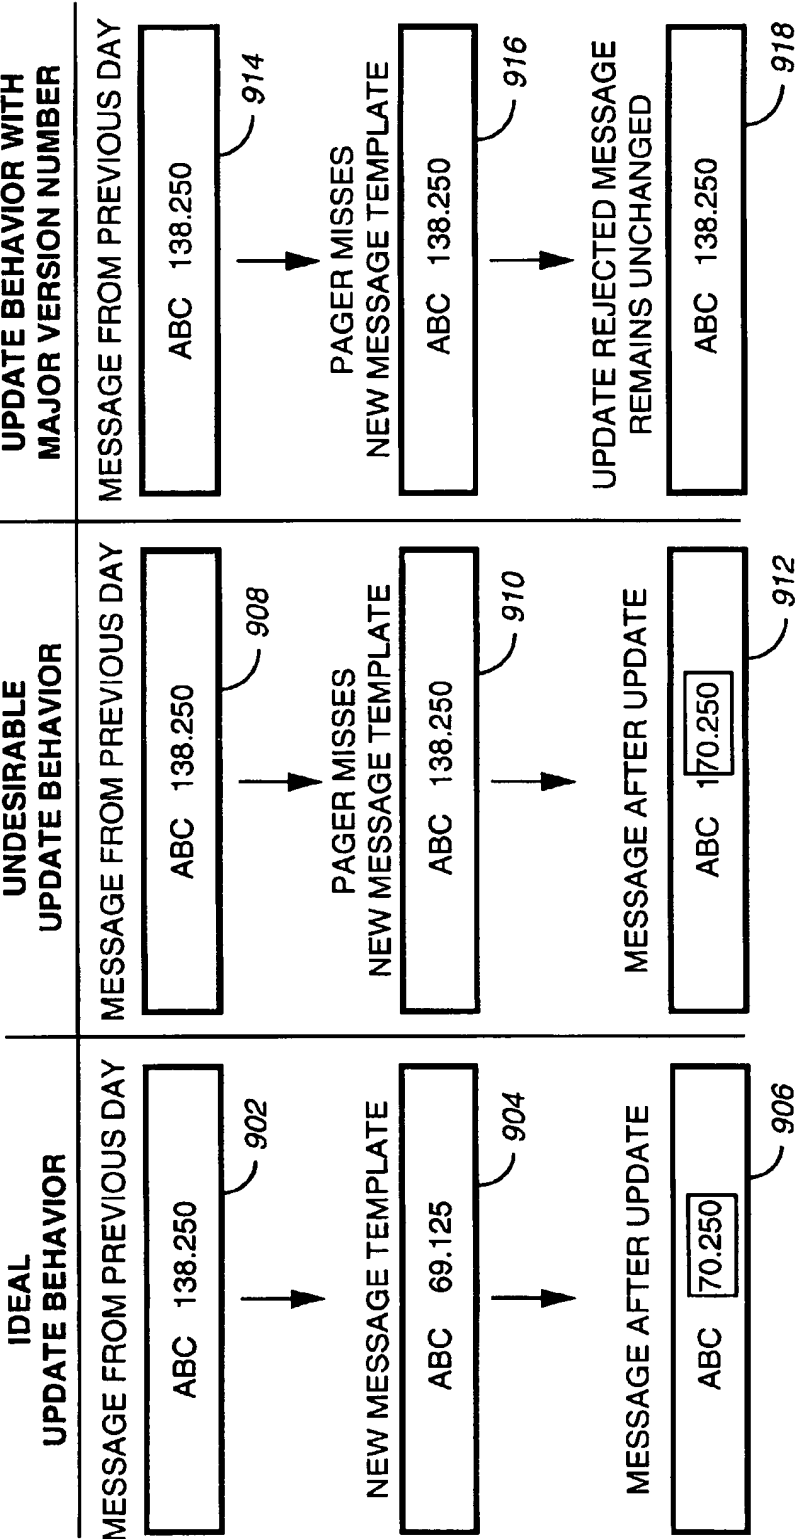 IDEAL
UPDATE BEHAVIOR
MESSAGE FROM PREVIOUS DAY
ABC 138.250
902
NEW MESSAGE TEMPLATE
ABC 69.125
904
MESSAGE AFTER UPDATE
ABC 70.250
906
UNDESIRABLE
UPDATE BEHAVIOR
MESSAGE FROM PREVIOUS DAY
ABC 138.250
908
PAGER MISSES
NEW MESSAGE TEMPLATE
ABC 138.250
910
MESSAGE AFTER UPDATE
ABC 170.250
912
UPDATE BEHAVIOR WITH
MAJOR VERSION NUMBER
MESSAGE FROM PREVIOUS DAY
ABC 138.250
914
PAGER MISSES
NEW MESSAGE TEMPLATE
ABC 138.250
916
UPDATE REJECTED MESSAGE
REMAINS UNCHANGED
ABC 138.250
918